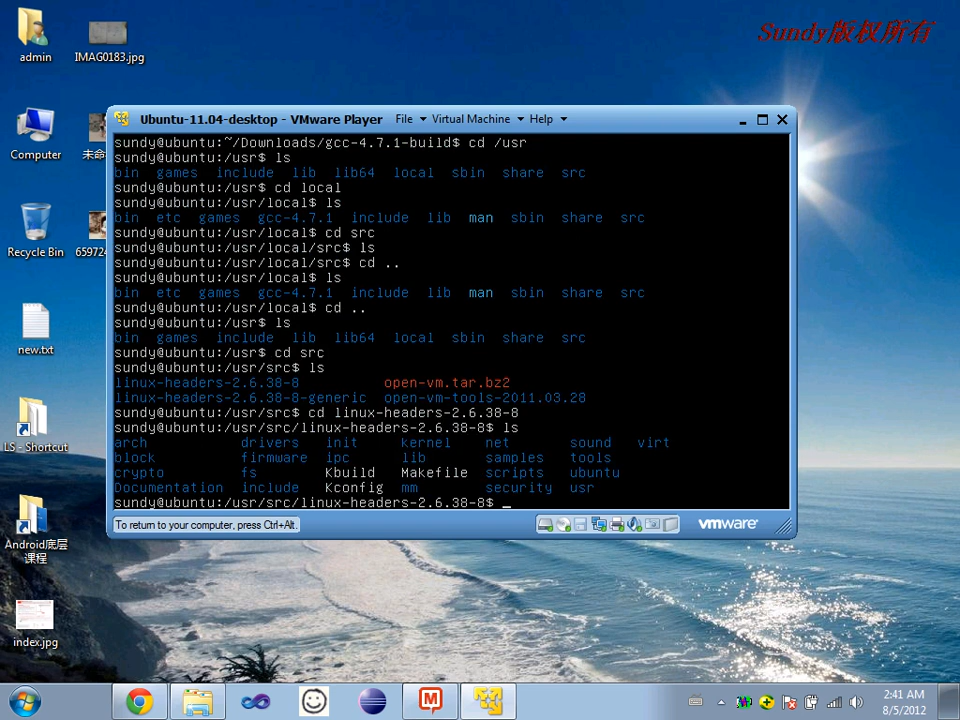 Sundy版权所有
admin
IMAG0183.jpg
Computer
Recycle Bin
659724
new.txt
LS - Shortcut
Android底层
课程
index.jpg
Ubuntu-11.04-desktop - VMware Player File Virtual Machine Help
sundy@ubuntu:~/Downloads/gcc-4.7.1-build$ cd /usr
sundy@ubuntu:/usr$ ls
bin games include lib lib64 local sbin share src
sundy@ubuntu:/usr$ cd local
sundy@ubuntu:/usr/local$ ls
bin etc games gcc-4.7.1 include lib man sbin share src
sundy@ubuntu:/usr/local$ cd src
sundy@ubuntu:/usr/local/src$ ls
sundy@ubuntu:/usr/local/src$ cd ..
sundy@ubuntu:/usr/local$ ls
bin etc games gcc-4.7.1 include lib man sbin share src
sundy@ubuntu:/usr/local$ cd ..
sundy@ubuntu:/usr$ ls
bin games include lib lib64 local sbin share src
sundy@ubuntu:/usr$ cd src
sundy@ubuntu:/usr/src$ ls
linux-headers-2.6.38-8 open-vm.tar.bz2
linux-headers-2.6.38-8-generic open-vm-tools-2011.03.28
sundy@ubuntu:/usr/src$ cd linux-headers-2.6.38-8
sundy@ubuntu:/usr/src/linux-headers-2.6.38-8$ ls
arch drivers init kernel net sound virt
block firmware ipc lib samples tools
crypto fs Kbuild Makefile scripts ubuntu
Documentation include Kconfig mm security usr
sundy@ubuntu:/usr/src/linux-headers-2.6.38-8$ _
To return to your computer, press Ctrl+Alt.
vmware
2:41 AM
8/5/2012